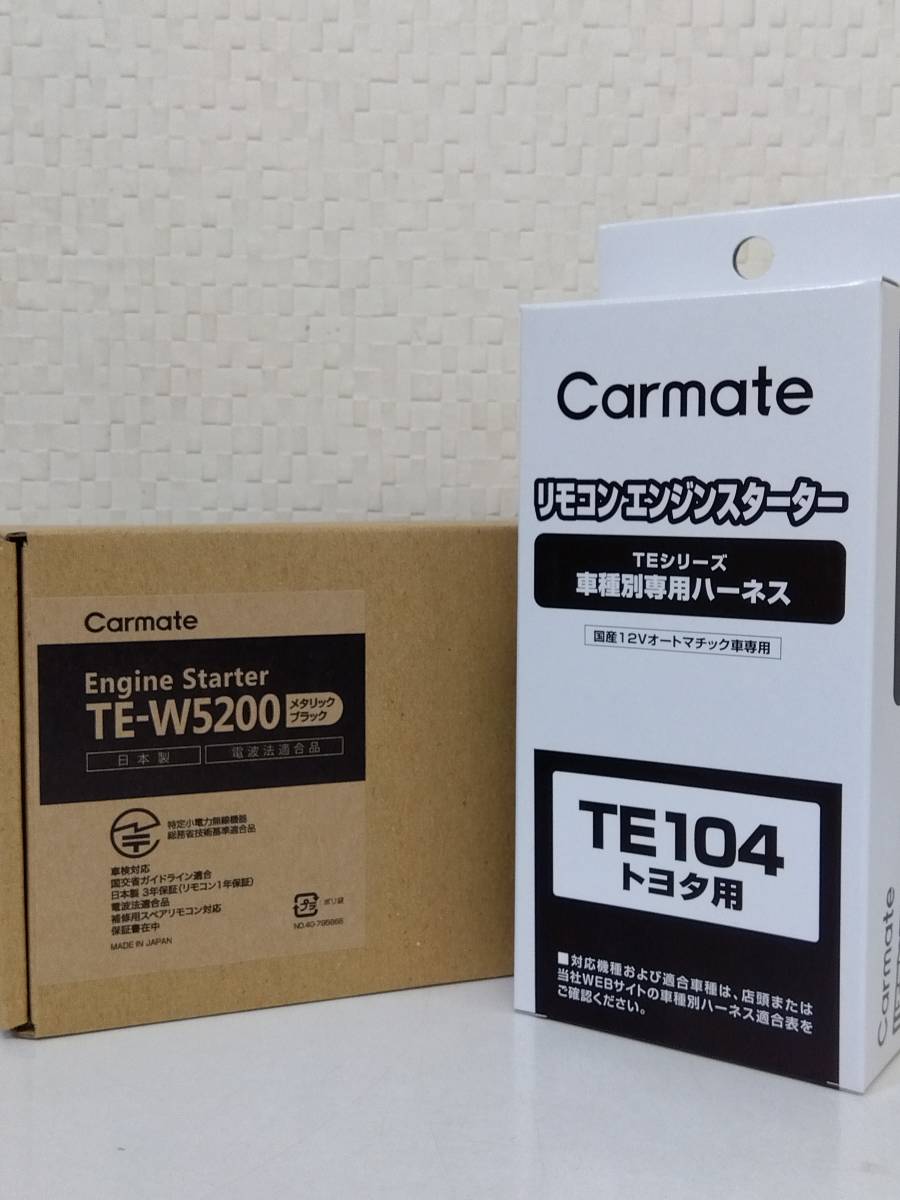 Carmate
Engine Starter
TE-W5200 メタリック
ブラック
日本製 電波法適合品
特定小電力無線機器
総務省技術基準適合品
車検対応
国交省ガイドライン適合
日本製 3年保証(リモコン1年保証)
電波法適合品
補修用スペアリモコン対応
保証書在中
MADE IN JAPAN
プラ ポリ袋
Carmate
リモコンエンジンスターター
TEシリーズ
車種別専用ハーネス
国産12Vオートマチック車専用
TE104
トヨタ用
■対応機種および適合車種は、店頭または
当社WEBサイトの車種別ハーネス適合表を
ご確認ください。
Carmate